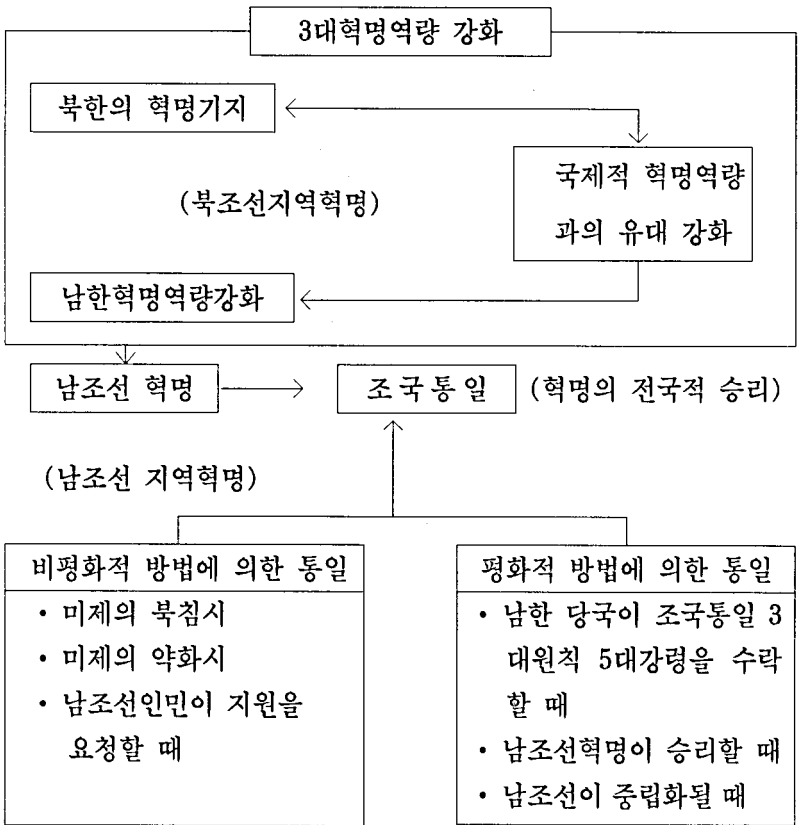 3대혁명역량 강화
북한의 혁명기지
국제적 혁명역량
과의 유대 강화
(북조선지역혁명)
남한혁명역량강화
남조선 혁명
조국통일
(혁명의 전국적 승리)
(남조선 지역혁명)
비평화적 방법에 의한 통일
• 미제의 북침시
• 미제의 약화시
• 남조선인민이 지원을
요청할 때
평화적 방법에 의한 통일
• 남한 당국이 조국통일 3
대원칙 5대강령을 수락
할 때
• 남조선혁명이 승리할 때
• 남조선이 중립화될 때